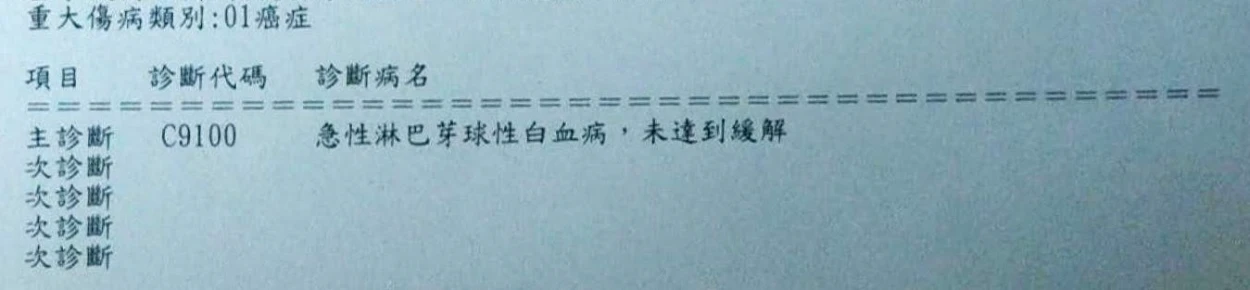 重大傷病類別:01癌症
項目 診斷代碼 診斷病名
=======================================
主診斷 C9100 急性淋巴芽球性白血病，未達到緩解
次診斷
次診斷
次診斷
次診斷